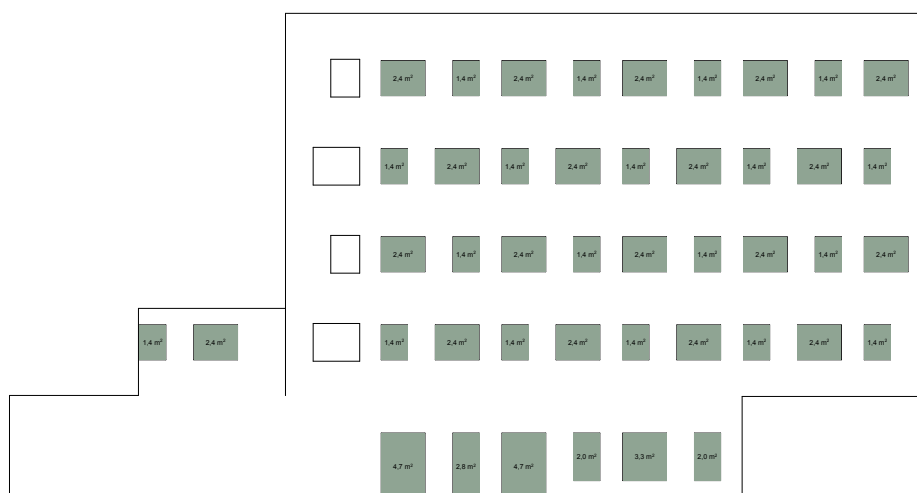 2,4 m² 1,4 m² 2,4 m² 1,4 m² 2,4 m² 1,4 m² 2,4 m² 1,4 m² 2,4 m²
1,4 m² 2,4 m² 1,4 m² 2,4 m² 1,4 m² 2,4 m² 1,4 m² 2,4 m² 1,4 m²
2,4 m² 1,4 m² 2,4 m² 1,4 m² 2,4 m² 1,4 m² 2,4 m² 1,4 m² 2,4 m²
1,4 m² 2,4 m² 1,4 m² 2,4 m² 1,4 m² 2,4 m² 1,4 m² 2,4 m² 1,4 m² 2,4 m² 1,4 m²
4,7 m² 2,8 m² 4,7 m² 2,0 m² 3,3 m² 2,0 m²